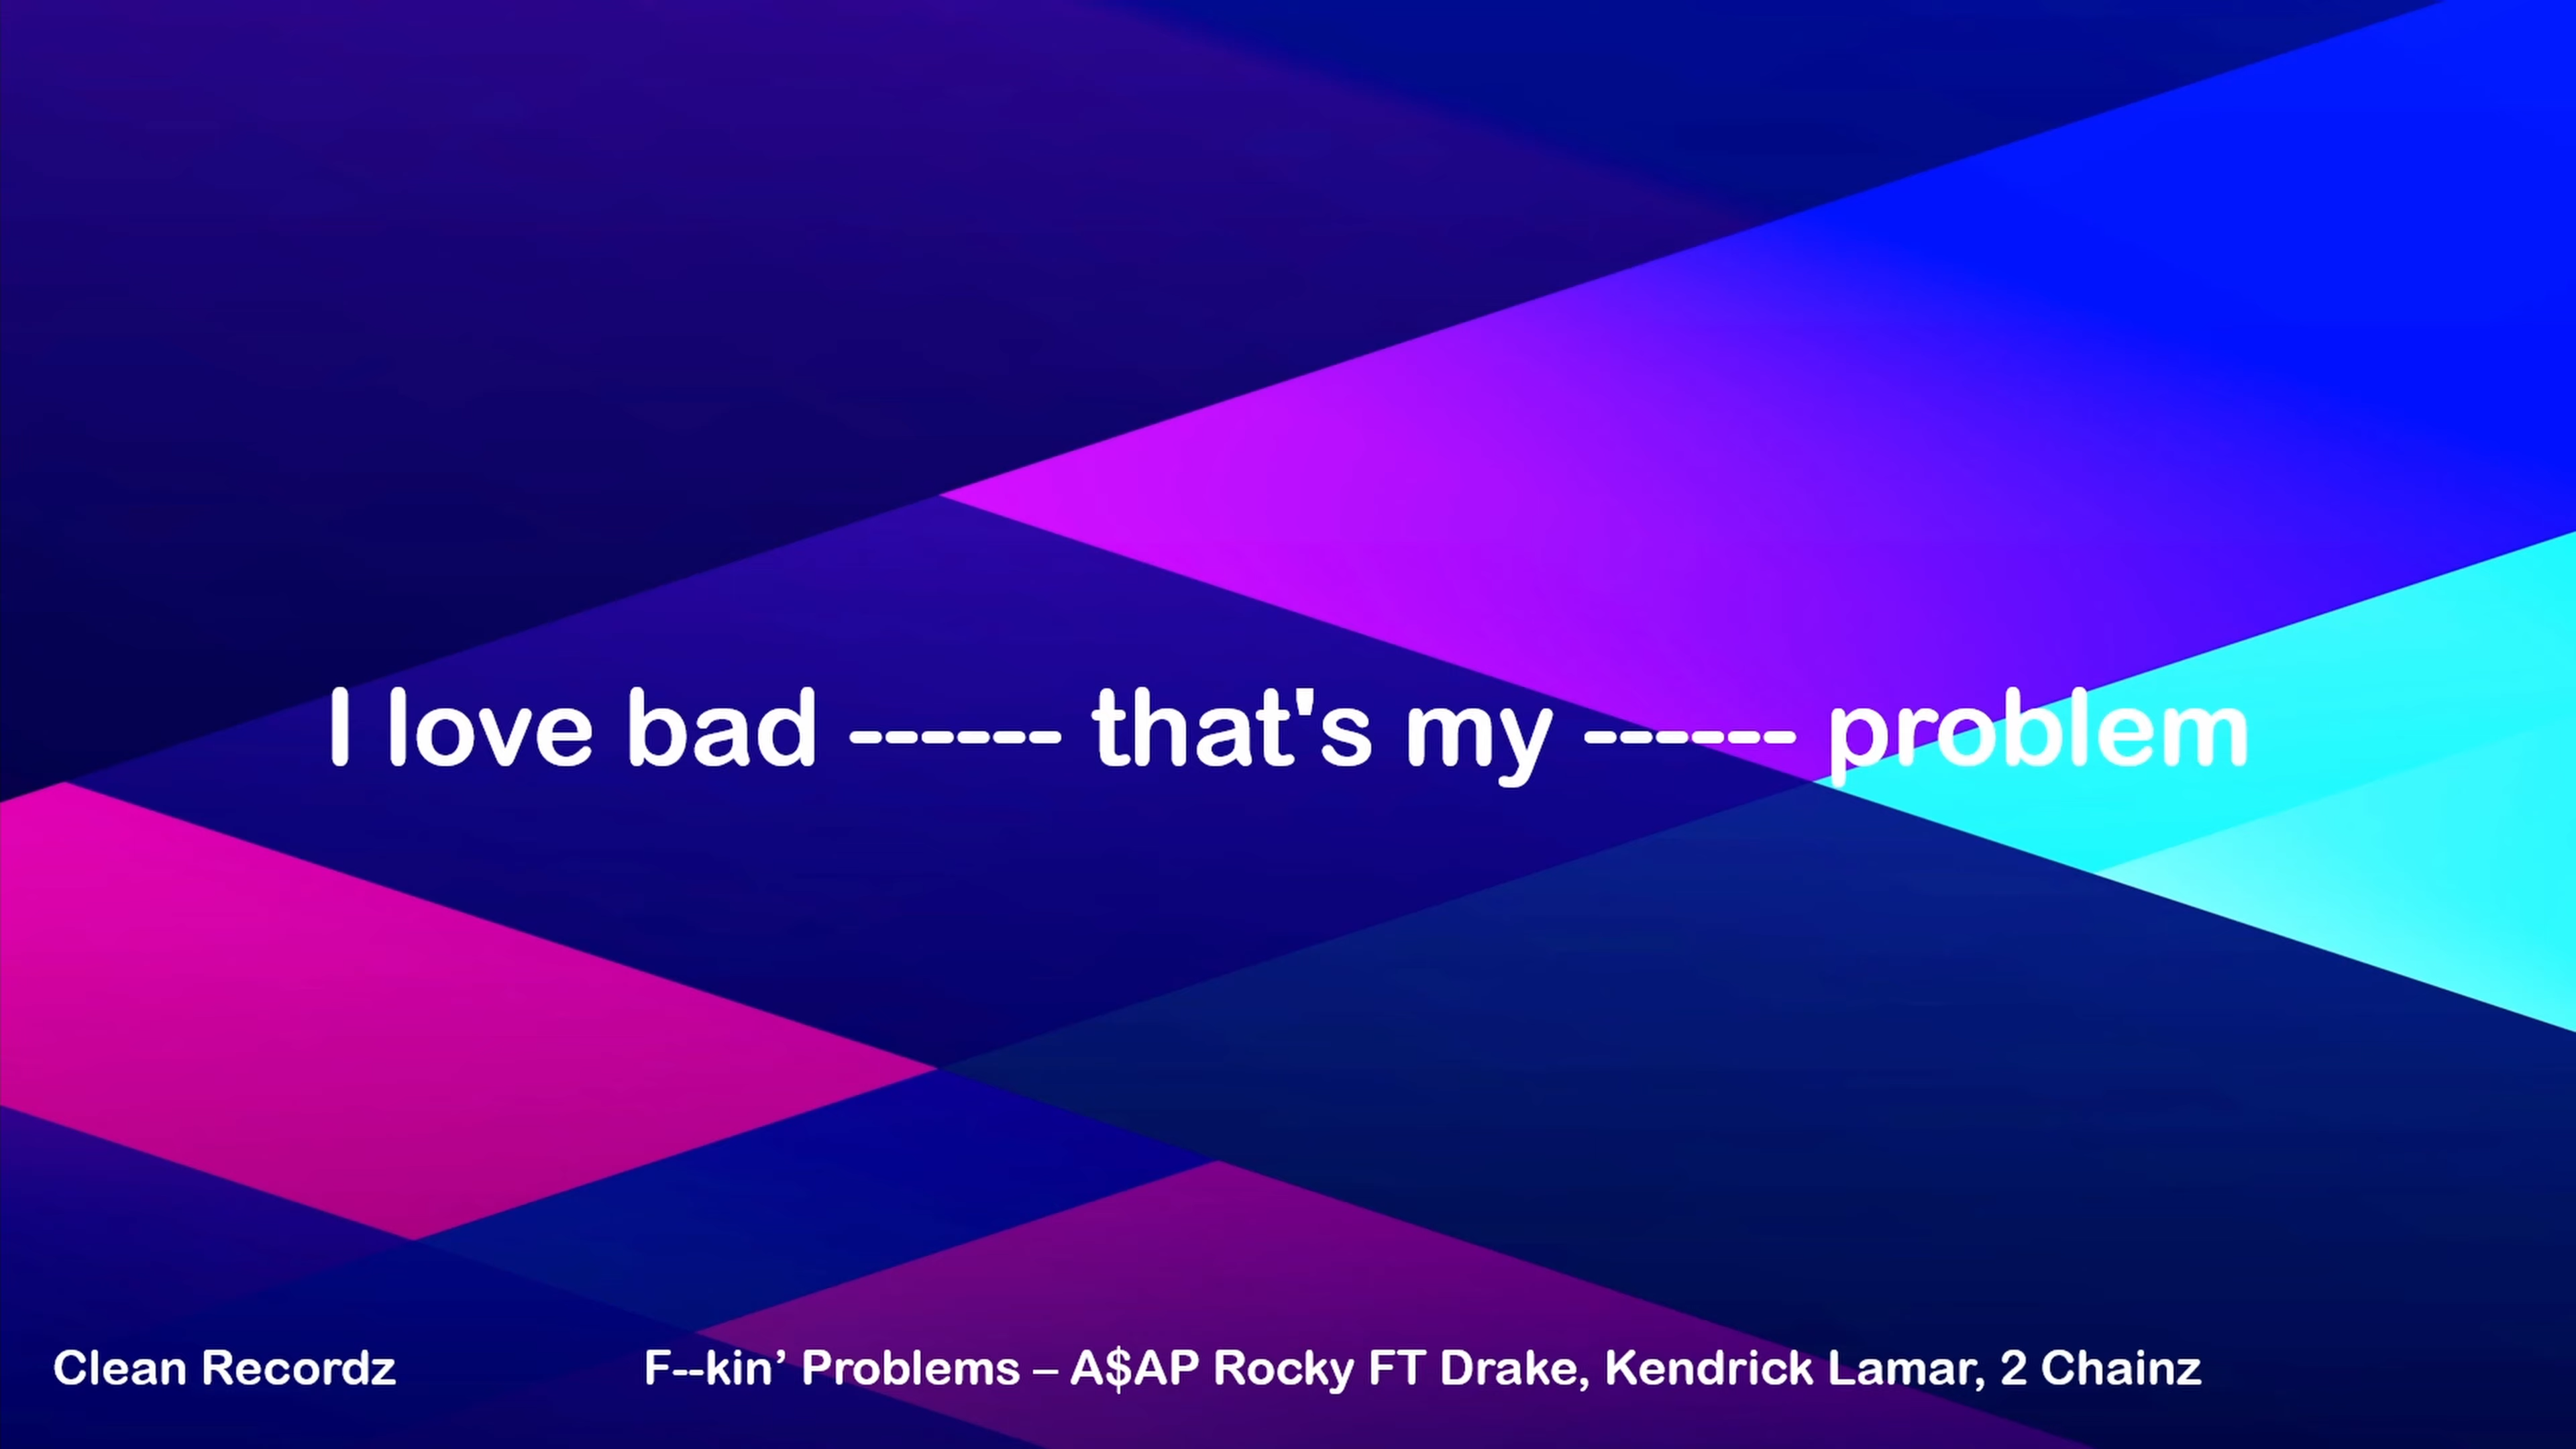 I love bad ------ that's my ------ problem
Clean Recordz
F--kin’ Problems – A$AP Rocky FT Drake, Kendrick Lamar, 2 Chainz